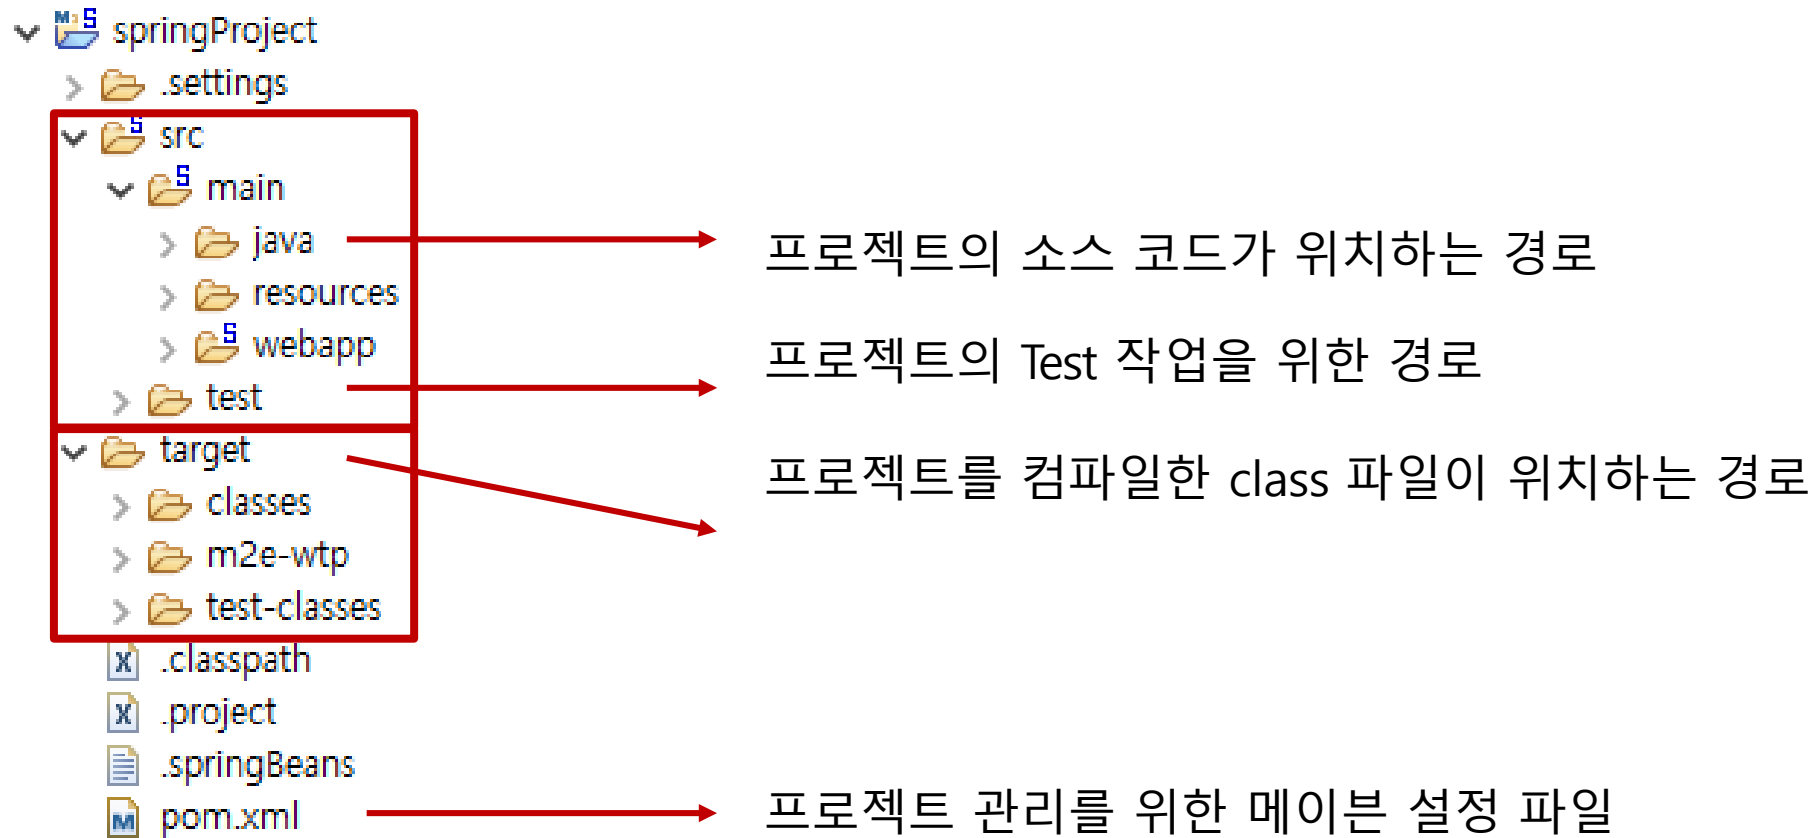 springProject
.settings
src
main
java
프로젝트의 소스 코드가 위치하는 경로
resources
webapp
프로젝트의 Test 작업을 위한 경로
test
target
프로젝트를 컴파일한 class 파일이 위치하는 경로
classes
m2e-wtp
test-classes
.classpath
.project
.springBeans
pom.xml
프로젝트 관리를 위한 메이븐 설정 파일